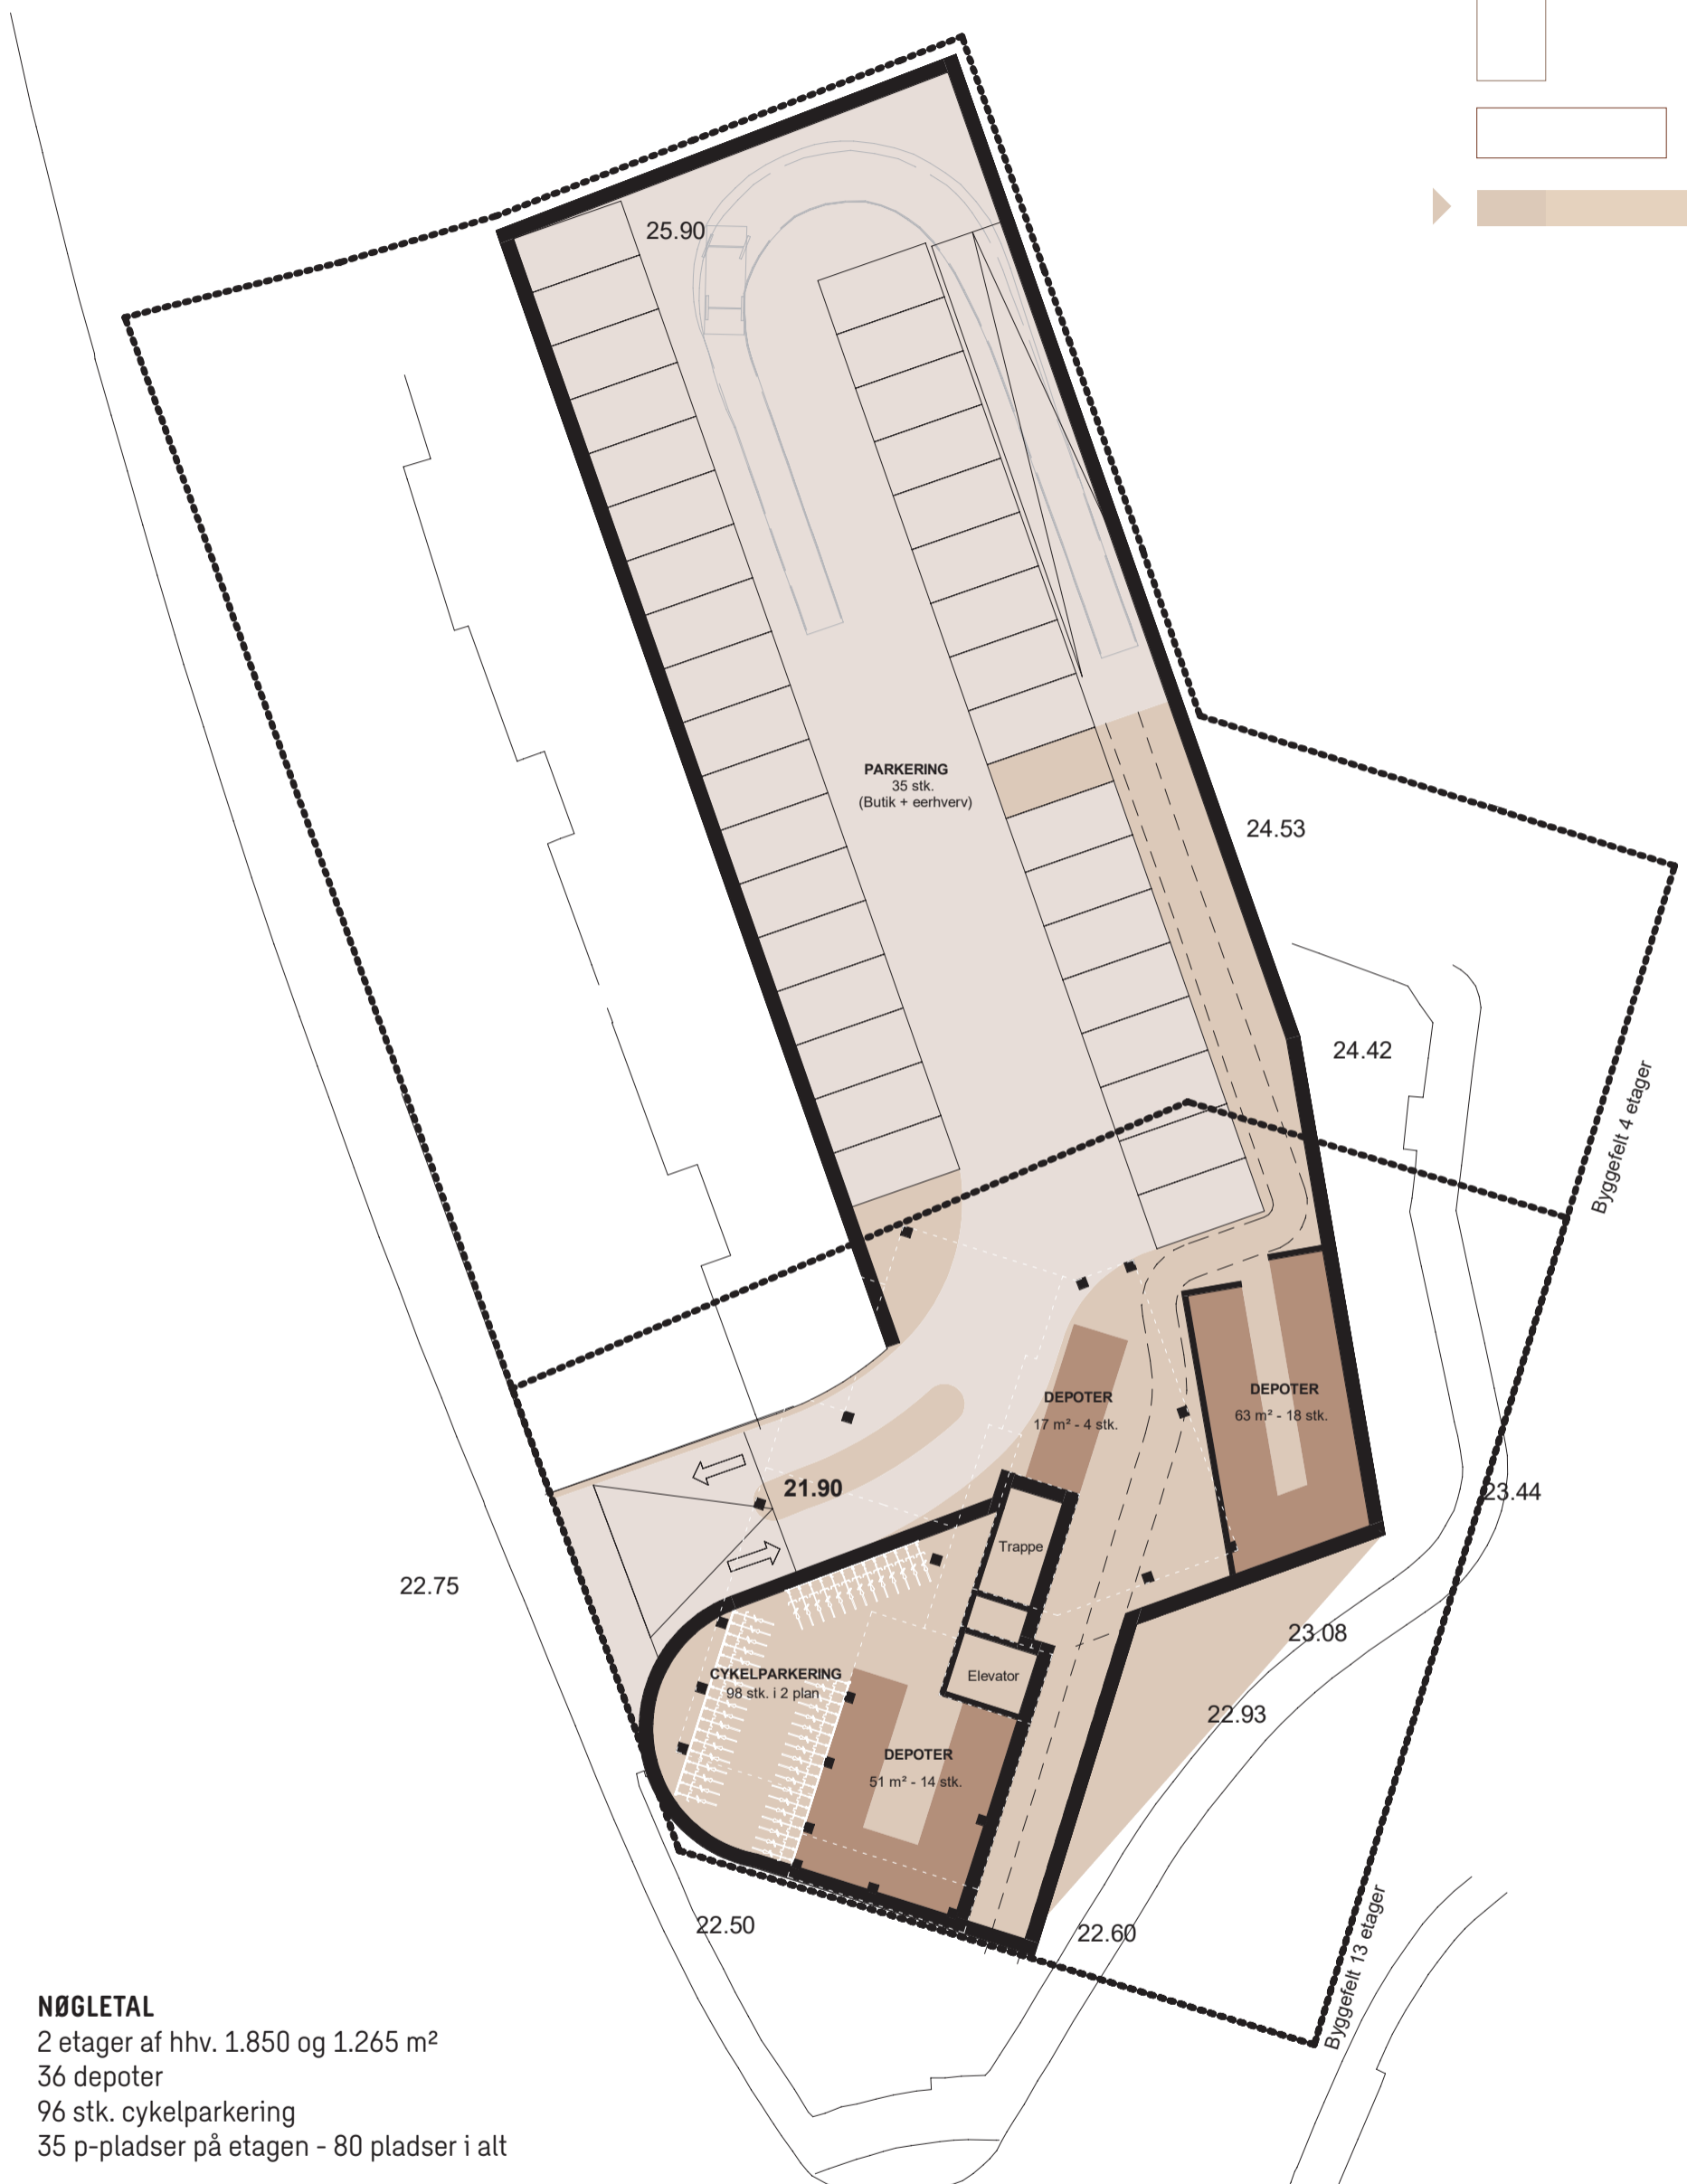 25.90
PARKERING
35 stk.
(Butik + eerhverv)
24.53
24.42
Byggefelt 4 etager
DEPOTER
17 m² - 4 stk.
DEPOTER
63 m² - 18 stk.
21.90
23.44
Trappe
22.75
23.08
CYKELPARKERING
98 stk. i 2 plan
Elevator
22.93
DEPOTER
51 m² - 14 stk.
22.50
22.60
Byggefelt 13 etager
NØGLETAL
2 etager af hhv. 1.850 og 1.265 m²
36 depoter
96 stk. cykelparkering
35 p-pladser på etagen - 80 pladser i alt